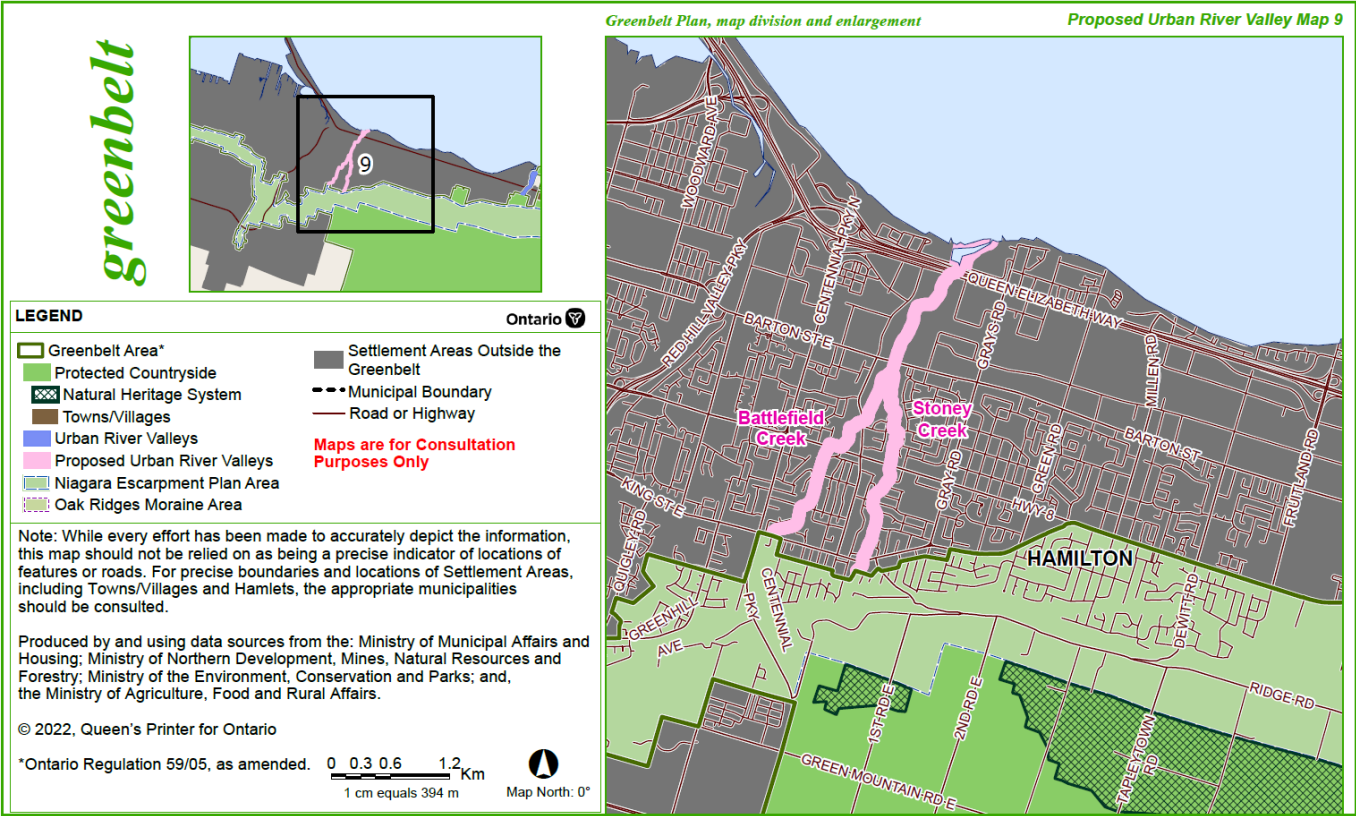 Greenbelt Plan, map division and enlargement
Proposed Urban River Valley Map 9
greenbelt
9
LEGEND
Ontario
Greenbelt Area*
Protected Countryside
Natural Heritage System
Towns/Villages
Urban River Valleys
Proposed Urban River Valleys
Niagara Escarpment Plan Area
Oak Ridges Moraine Area
Settlement Areas Outside the
Greenbelt
Municipal Boundary
Road or Highway
Maps are for Consultation
Purposes Only
Note: While every effort has been made to accurately depict the information,
this map should not be relied on as being a precise indicator of locations of
features or roads. For precise boundaries and locations of Settlement Areas,
including Towns/Villages and Hamlets, the appropriate municipalities
should be consulted.
Produced by and using data sources from the: Ministry of Municipal Affairs and
Housing; Ministry of Northern Development, Mines, Natural Resources and
Forestry; Ministry of the Environment, Conservation and Parks; and,
the Ministry of Agriculture, Food and Rural Affairs.
© 2022, Queen's Printer for Ontario
*Ontario Regulation 59/05, as amended.
0 0.3 0.6 1.2
Km
1 cm equals 394 m
Map North: 0°
WOODWARD AVE
RED HILL VALLEY PKY
CENTENNIAL PKY N
BARTON ST E
QUEEN ELIZABETH WAY
GRAYS RD
MILLEN RD
Battlefield
Creek
Stoney
Creek
BARTON ST
GREEN RD
GRAY RD
FRUITLAND RD
KING ST E
HWY 8
QUIGLEY RD
HAMILTON
GREENHILL
AVE
CENTENNIAL
PKY
DEWITT RD
RIDGE RD
1ST RD E
2ND RD E
TAPLEYTOWN
RD
GREEN MOUNTAIN RD E